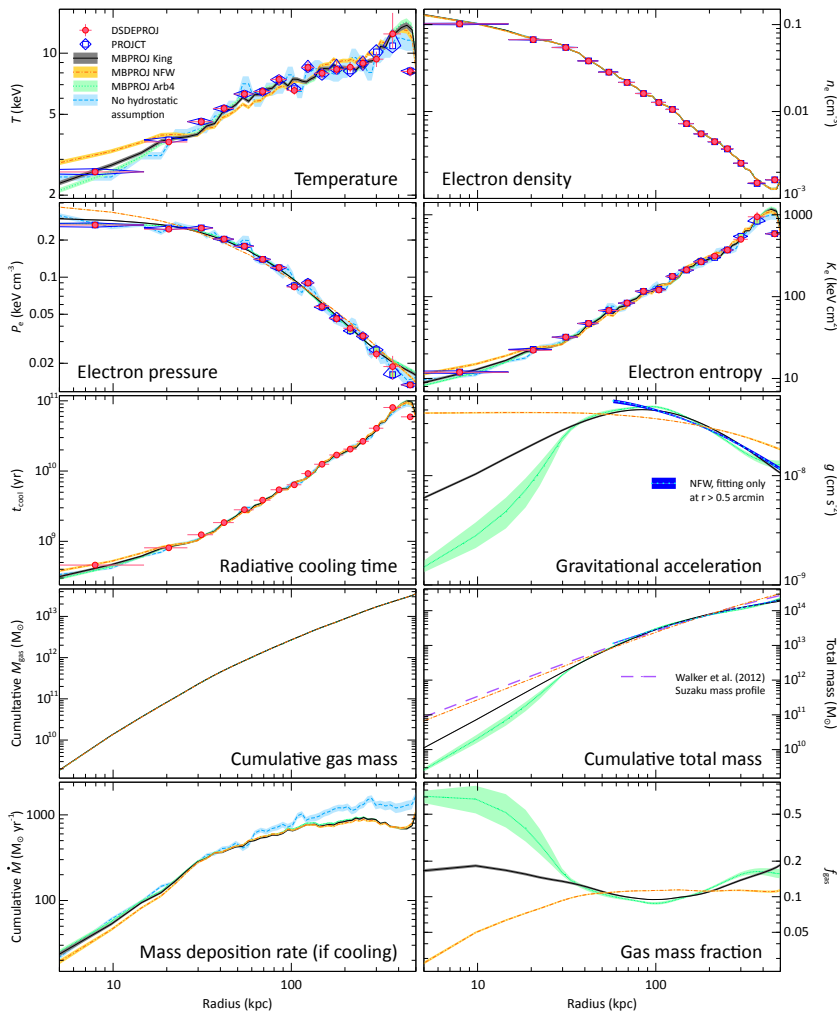 DSDEPROJ
PROJCT
MBPROJ King
MBPROJ NFW
MBPROJ Arb4
No hydrostatic
assumption
10
5
2
T
(keV)
Temperature
0.1
0.01
10⁻³
nₑ (cm⁻³)
Electron density
0.2
0.1
0.05
0.02
Pₑ (keV cm⁻³)
Electron pressure
1000
100
10
Kₑ (keV cm²)
Electron entropy
10¹¹
10¹⁰
10⁹
t_cool (yr)
Radiative cooling time
NFW, fitting only
at r > 0.5 arcmin
10⁻⁸
10⁻⁹
Gravitational acceleration
10¹³
10¹²
10¹¹
10¹⁰
Cumultative M_gas (M☉)
Cumulative gas mass
Walker et al. (2012)
Suzaku mass profile
10¹⁴
10¹³
10¹²
10¹¹
10¹⁰
Total mass (M☉)
Cumulative total mass
1000
100
Cumulative Ṁ (M☉ yr⁻¹)
Mass deposition rate (if cooling)
10
100
Radius (kpc)
0.5
0.2
0.1
0.05
f_gas
Gas mass fraction
10
100
Radius (kpc)